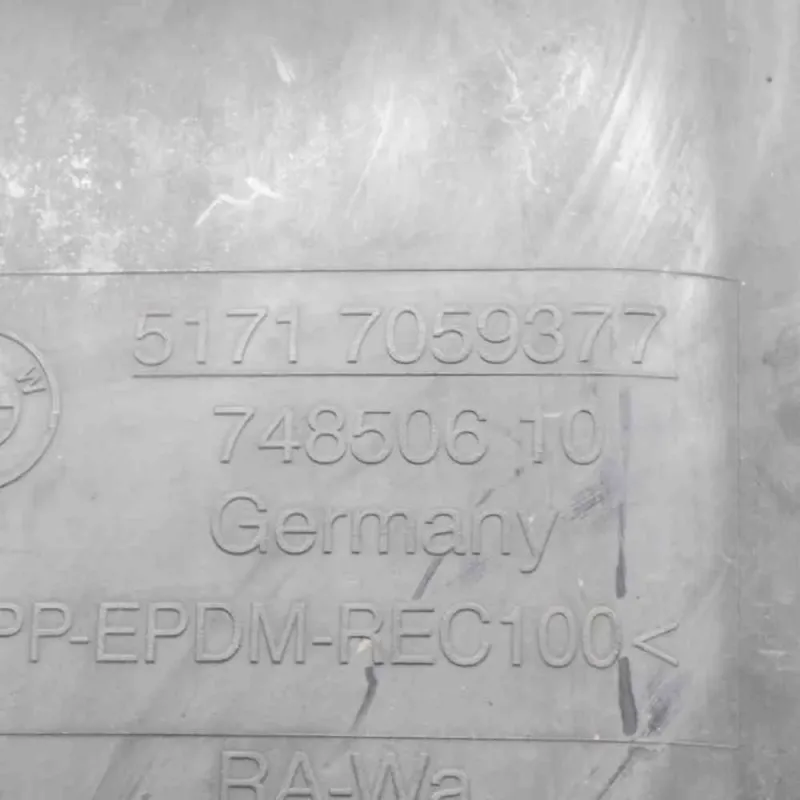 5171 7059377
M
748506 10
Germany
PP-EPDM-REC100<
RA-Wa